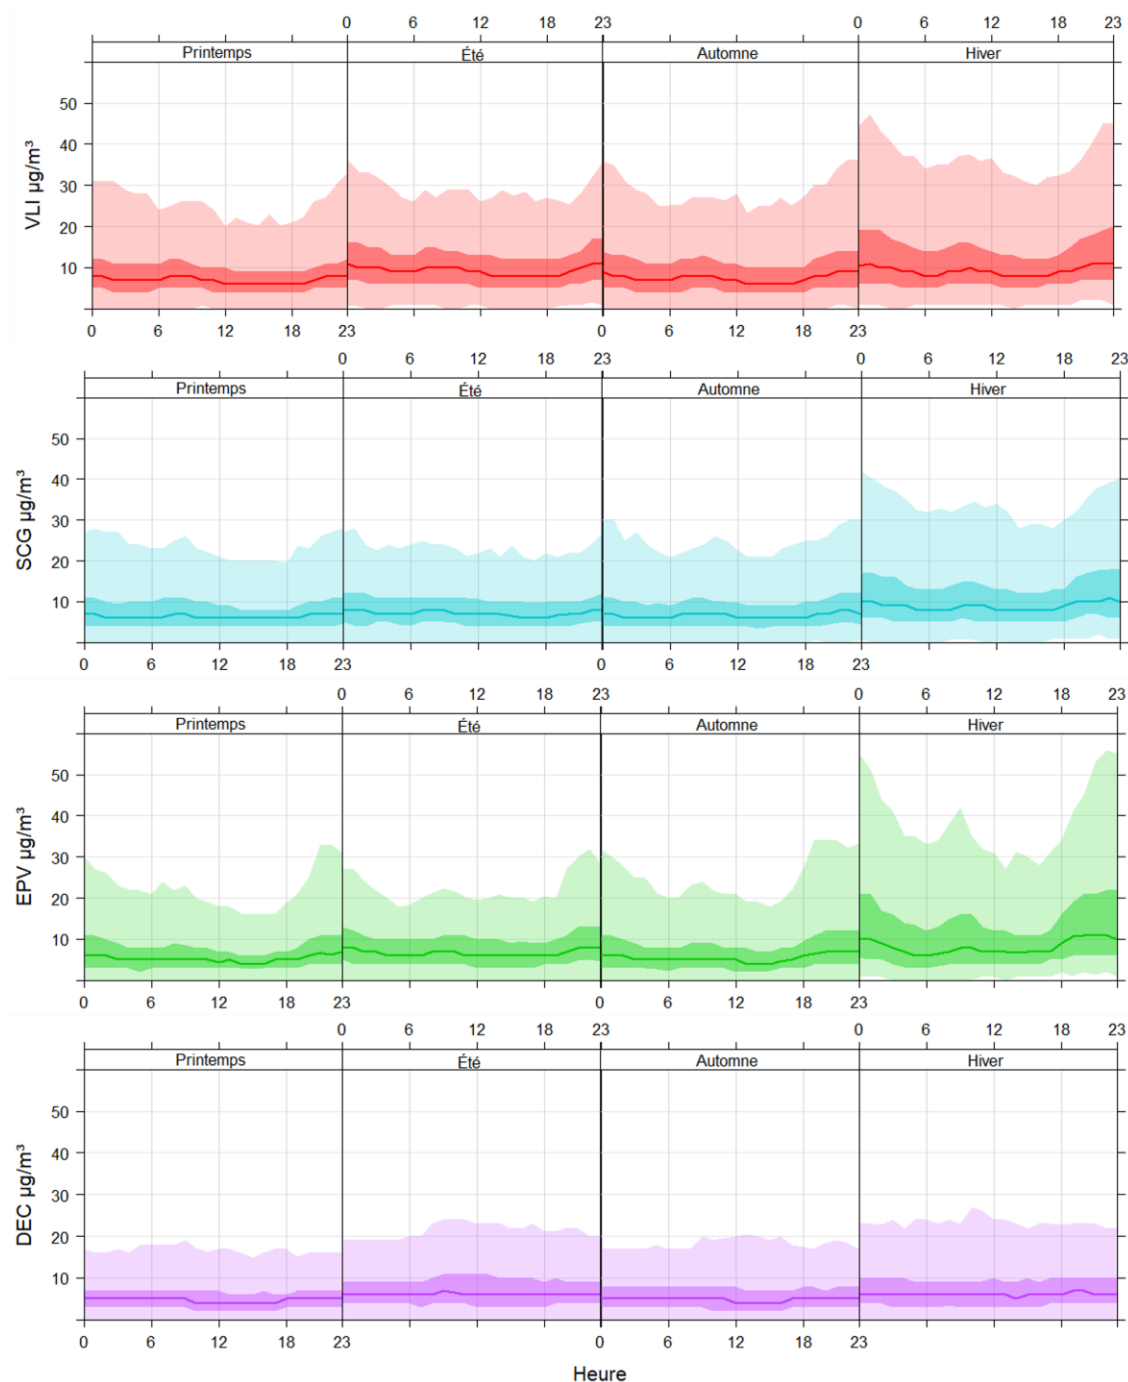 0 6 12 18 0 6 12 18 23
Printemps Été Automne Hiver
50
40
30
20
10
VLI µg/m³
0 6 12 18 23 0 6 12 18 23
0 6 12 18 23 0 6 12 18 23
Printemps Été Automne Hiver
50
40
30
20
10
SCG µg/m³
0 6 12 18 23 0 6 12 18 23
0 6 12 18 23 0 6 12 18 23
Printemps Été Automne Hiver
50
40
30
20
10
EPV µg/m³
0 6 12 18 23 0 6 12 18 23
0 6 12 18 23 0 6 12 18 23
Printemps Été Automne Hiver
50
40
30
20
10
DEC µg/m³
0 6 12 18 23 0 6 12 18 23
Heure